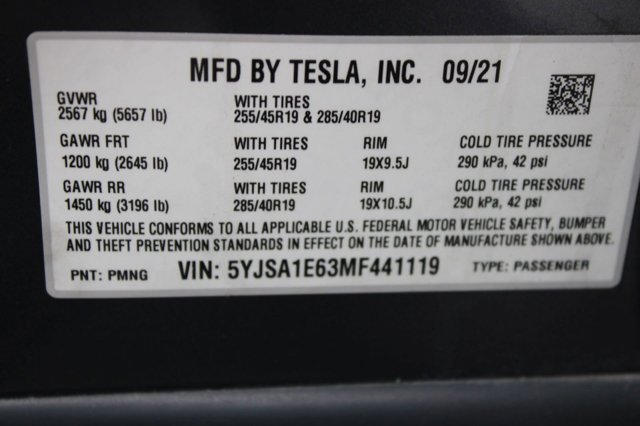 MFD BY TESLA, INC. 09/21
GVWR WITH TIRES
2567 kg (5657 lb) 255/45R19 & 285/40R19
GAWR FRT WITH TIRES RIM COLD TIRE PRESSURE
1200 kg (2645 lb) 255/45R19 19X9.5J 290 kPa, 42 psi
GAWR RR WITH TIRES RIM COLD TIRE PRESSURE
1450 kg (3196 lb) 285/40R19 19X10.5J 290 kPa, 42 psi
THIS VEHICLE CONFORMS TO ALL APPLICABLE U.S. FEDERAL MOTOR VEHICLE SAFETY, BUMPER
AND THEFT PREVENTION STANDARDS IN EFFECT ON THE DATE OF MANUFACTURE SHOWN ABOVE.
PNT: PMNG VIN: 5YJSA1E63MF441119 TYPE: PASSENGER